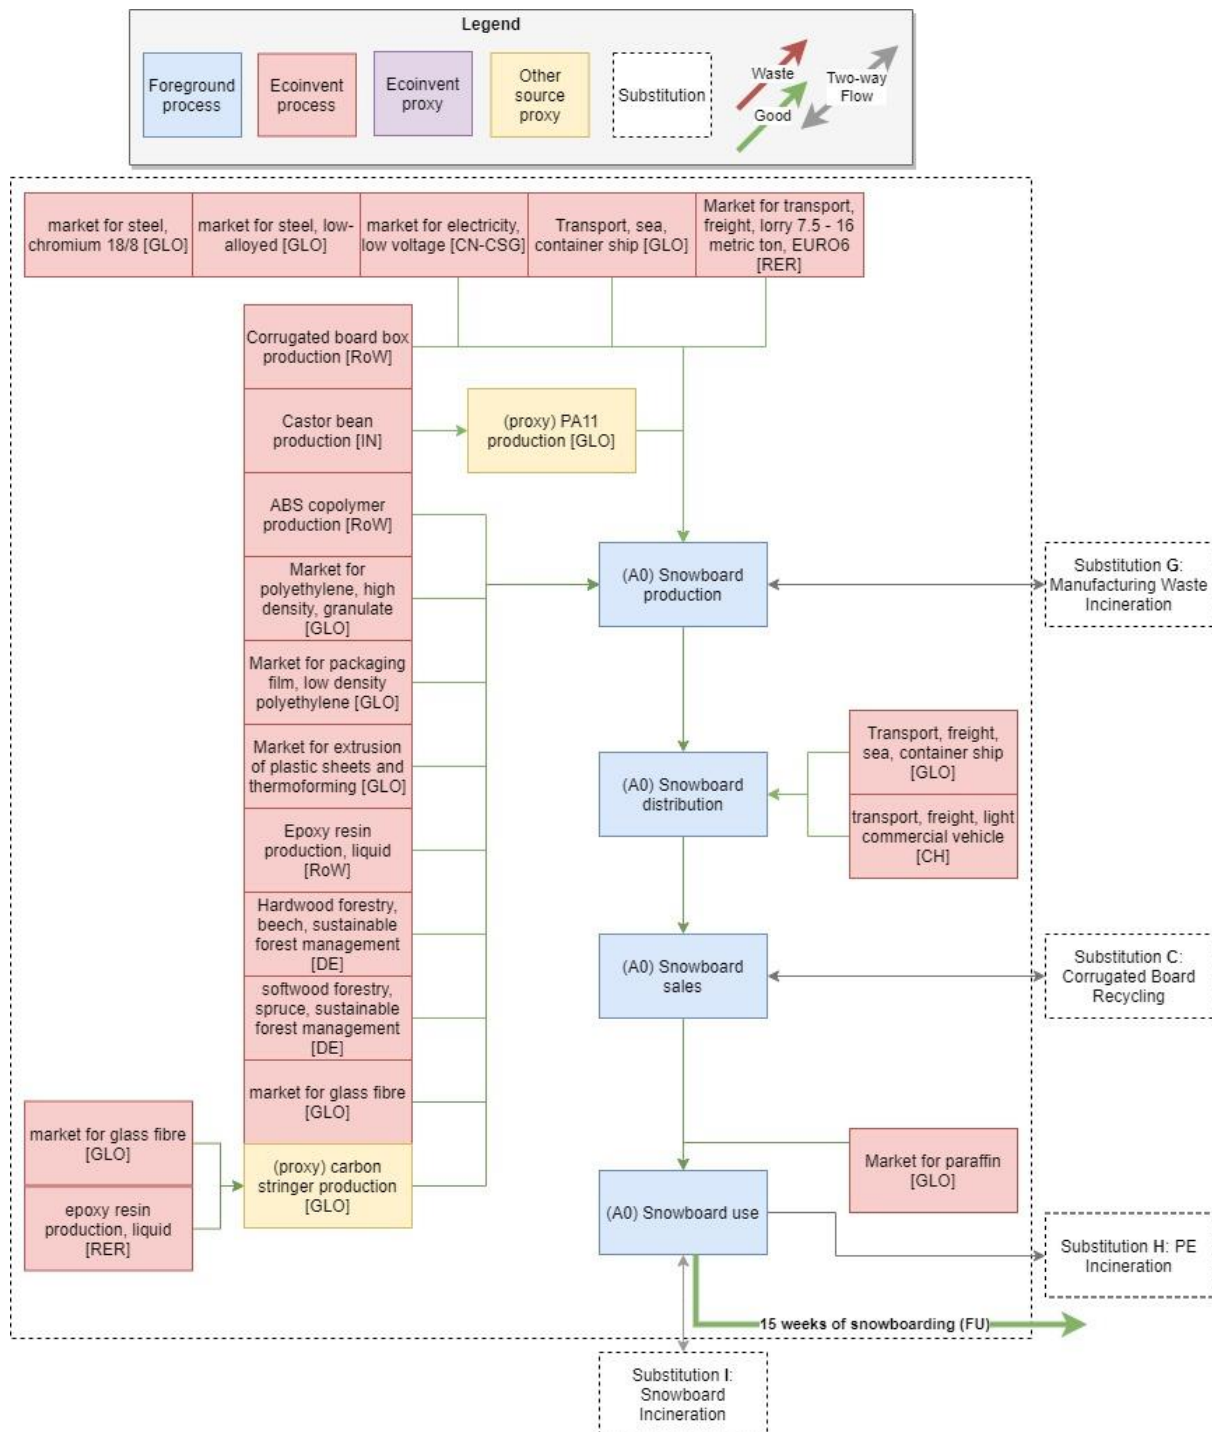 Legend
Foreground
process
Ecoinvent
process
Ecoinvent
proxy
Other
source
proxy
Substitution
Waste
Good
Two-way
Flow
market for steel,
chromium 18/8 [GLO]
market for steel, low-
alloyed [GLO]
market for electricity,
low voltage [CN-CSG]
Transport, sea,
container ship [GLO]
Market for transport,
freight, lorry 7.5 - 16
metric ton, EURO6
[RER]
Corrugated board box
production [RoW]
Castor bean
production [IN]
(proxy) PA11
production [GLO]
ABS copolymer
production [RoW]
Market for
polyethylene, high
density, granulate
[GLO]
(A0) Snowboard
production
Substitution G:
Manufacturing Waste
Incineration
Market for packaging
film, low density
polyethylene [GLO]
Market for extrusion
of plastic sheets and
thermoforming [GLO]
(A0) Snowboard
distribution
Transport, freight,
sea, container ship
[GLO]
transport, freight, light
commercial vehicle
[CH]
Epoxy resin
production, liquid
[RoW]
Hardwood forestry,
beech, sustainable
forest management
[DE]
(A0) Snowboard
sales
Substitution C:
Corrugated Board
Recycling
softwood forestry,
spruce, sustainable
forest management
[DE]
market for glass fibre
[GLO]
market for glass fibre
[GLO]
epoxy resin
production, liquid
[RER]
(proxy) carbon
stringer production
[GLO]
Market for paraffin
[GLO]
(A0) Snowboard use
Substitution H: PE
Incineration
15 weeks of snowboarding (FU)
Substitution I:
Snowboard
Incineration